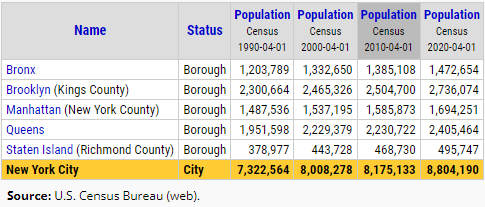 Name Status Population Population Population Population
Census Census Census Census
1990-04-01 2000-04-01 2010-04-01 2020-04-01
Bronx Borough 1,203,789 1,332,650 1,385,108 1,472,654
Brooklyn (Kings County) Borough 2,300,664 2,465,326 2,504,700 2,736,074
Manhattan (New York County) Borough 1,487,536 1,537,195 1,585,873 1,694,251
Queens Borough 1,951,598 2,229,379 2,230,722 2,405,464
Staten Island (Richmond County) Borough 378,977 443,728 468,730 495,747
New York City City 7,322,564 8,008,278 8,175,133 8,804,190
Source: U.S. Census Bureau (web).